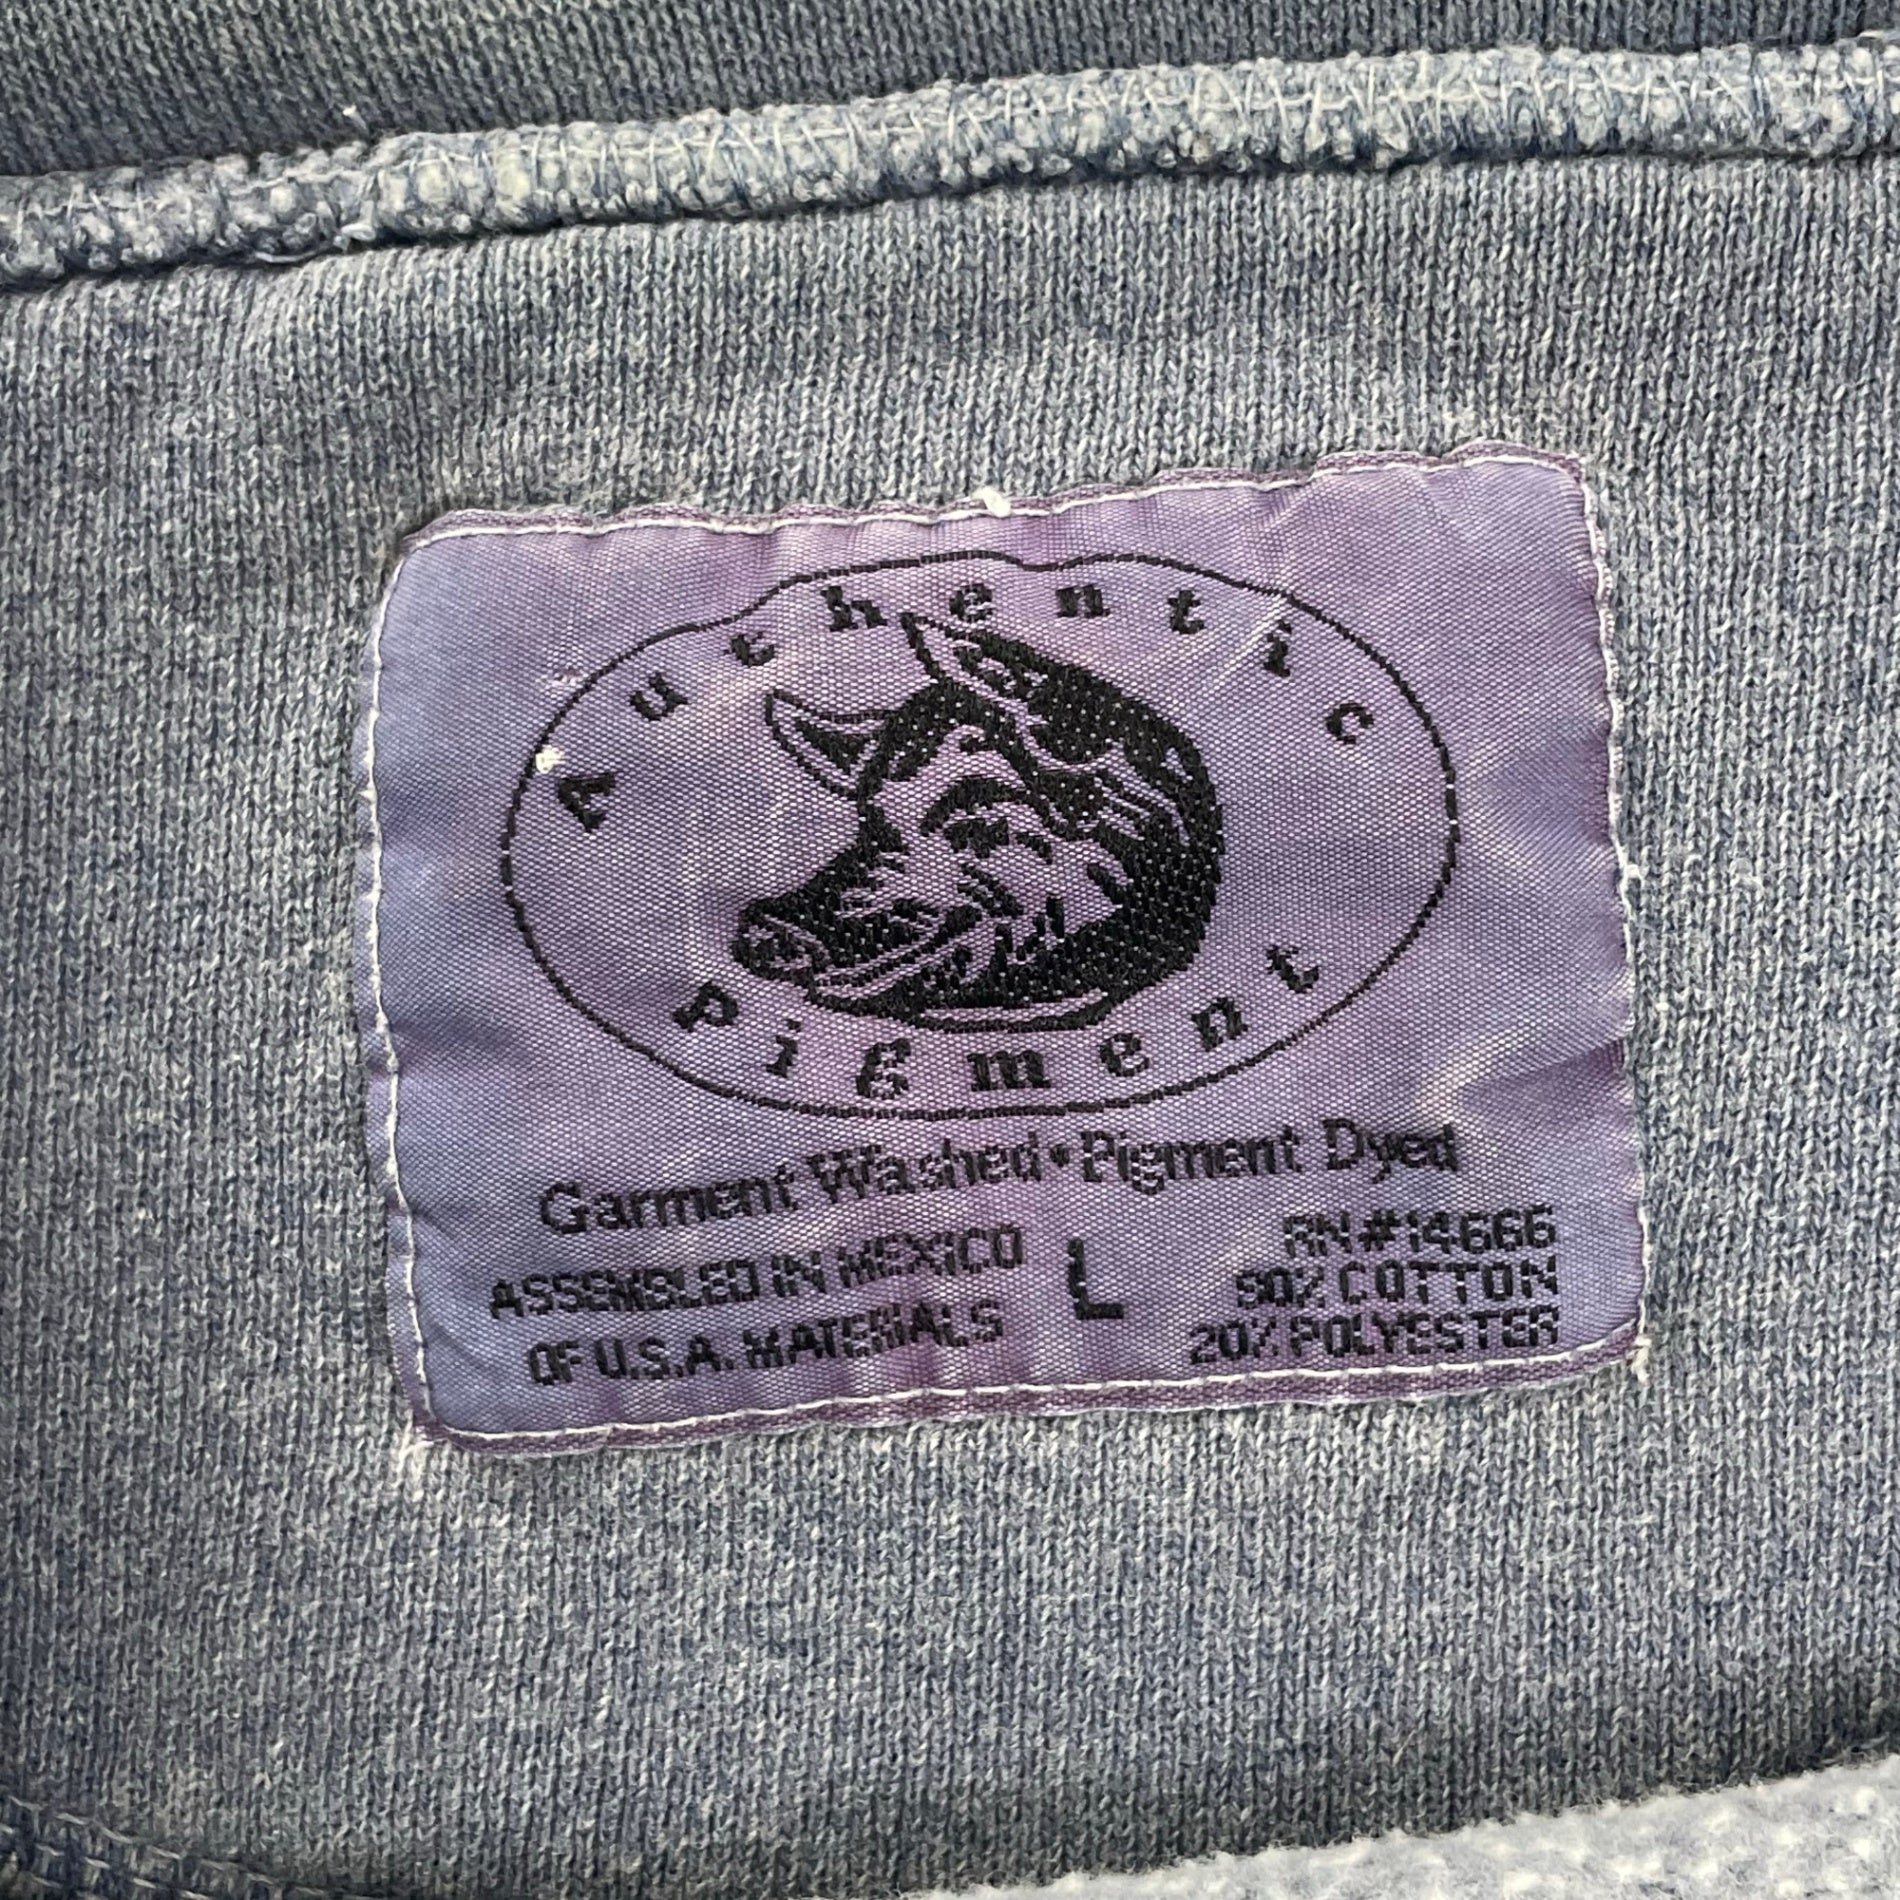 Authentic
Pigment
Garment Washed • Pigment Dyed
ASSEMBLED IN MEXICO
OF U.S.A. MATERIALS
L
RN #14666
80% COTTON
20% POLYESTER